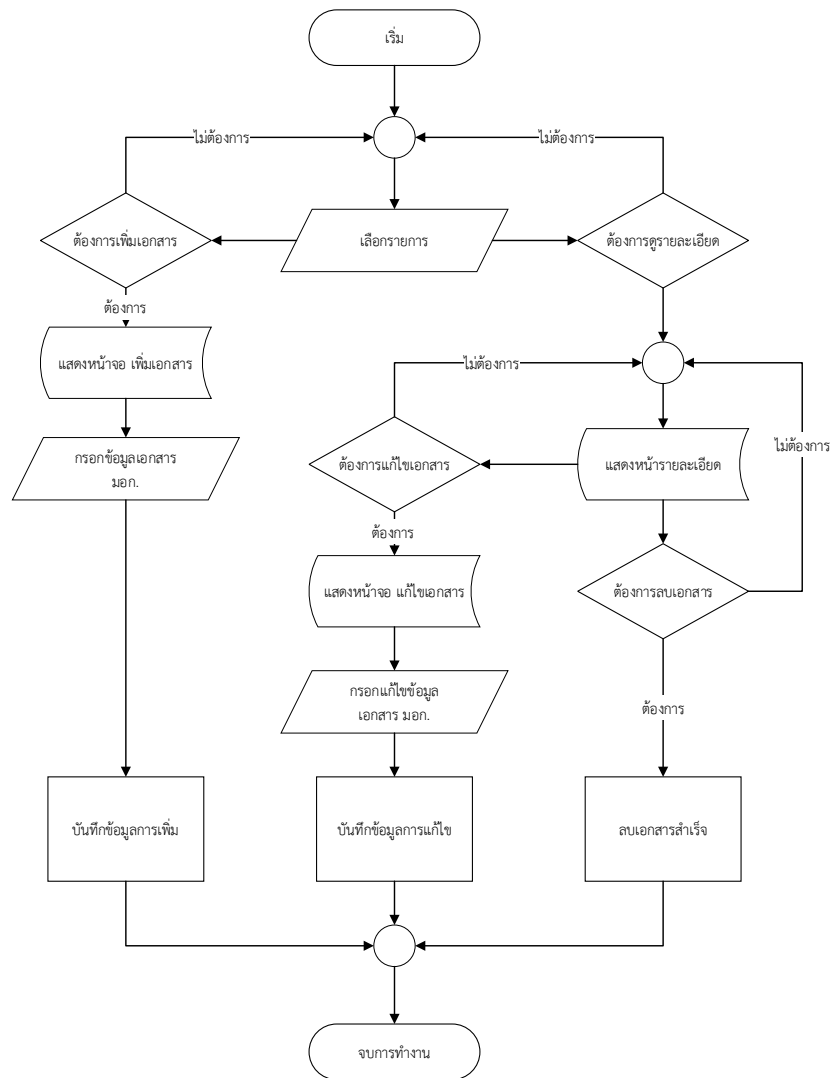 เริ่ม
ไม่ต้องการ
ไม่ต้องการ
ต้องการเพิ่มเอกสาร
เลือกรายการ
ต้องการดูรายละเอียด
ต้องการ
แสดงหน้าจอ เพิ่มเอกสาร
ไม่ต้องการ
ไม่ต้องการ
กรอกข้อมูลเอกสาร
มอก.
ต้องการแก้ไขเอกสาร
แสดงหน้ารายละเอียด
ต้องการ
แสดงหน้าจอ แก้ไขเอกสาร
ต้องการลบเอกสาร
กรอกแก้ไขข้อมูล
เอกสาร มอก.
ต้องการ
บันทึกข้อมูลการเพิ่ม
บันทึกข้อมูลการแก้ไข
ลบเอกสารสำเร็จ
จบการทำงาน